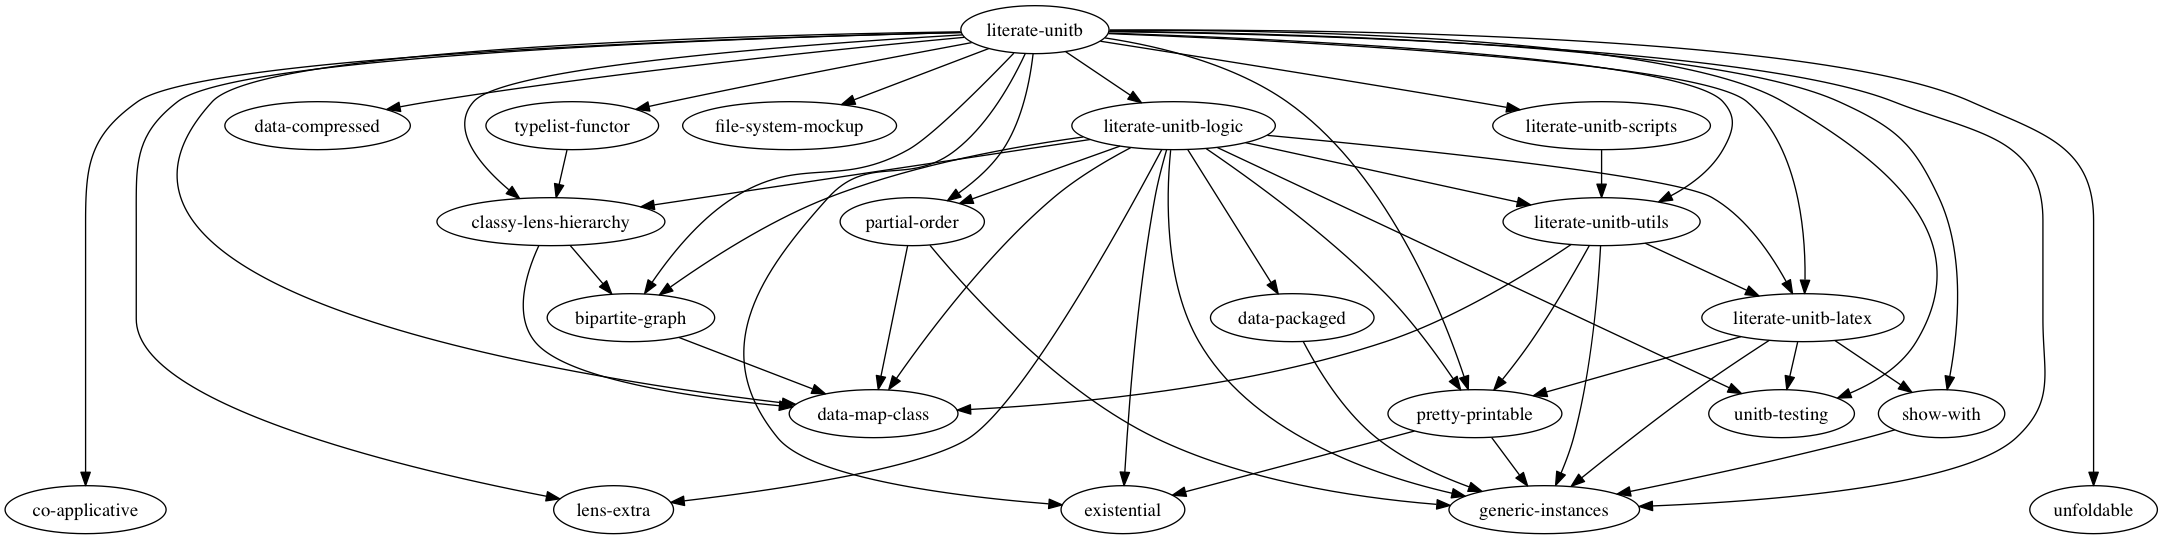 literate-unitb
data-compressed
typelist-functor
file-system-mockup
literate-unitb-logic
literate-unitb-scripts
classy-lens-hierarchy
partial-order
literate-unitb-utils
bipartite-graph
data-packaged
literate-unitb-latex
data-map-class
pretty-printable
unitb-testing
show-with
co-applicative
lens-extra
existential
generic-instances
unfoldable